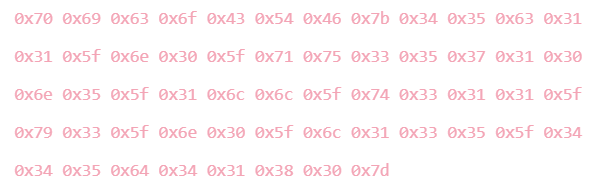 0x70 0x69 0x63 0x6f 0x43 0x54 0x46 0x7b 0x34 0x35 0x63 0x31
0x31 0x5f 0x6e 0x30 0x5f 0x71 0x75 0x33 0x35 0x37 0x31 0x30
0x6e 0x35 0x5f 0x31 0x6c 0x6c 0x5f 0x74 0x33 0x31 0x31 0x5f
0x79 0x33 0x5f 0x6e 0x30 0x5f 0x6c 0x31 0x33 0x35 0x5f 0x34
0x34 0x35 0x64 0x34 0x31 0x38 0x30 0x7d